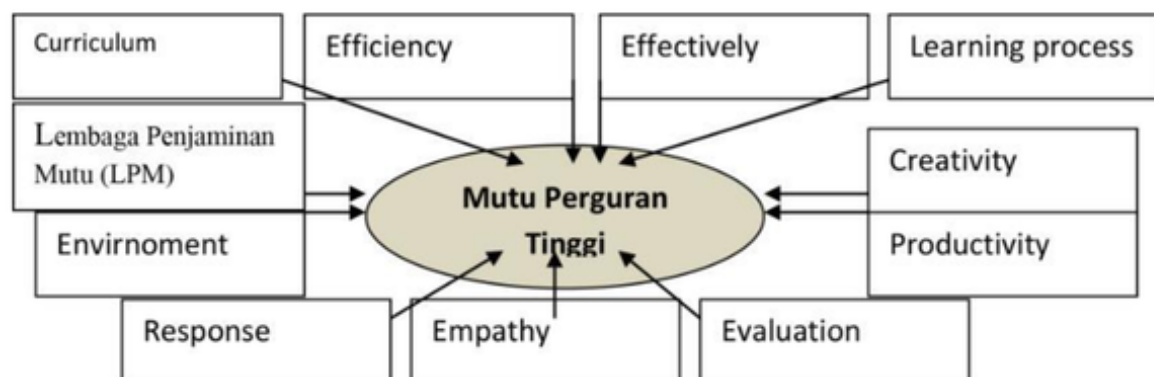 Curriculum
Efficiency
Effectively
Learning process
Lembaga Penjaminan
Mutu (LPM)
Creativity
Mutu Perguran
Tinggi
Envirnoment
Productivity
Response
Empathy
Evaluation